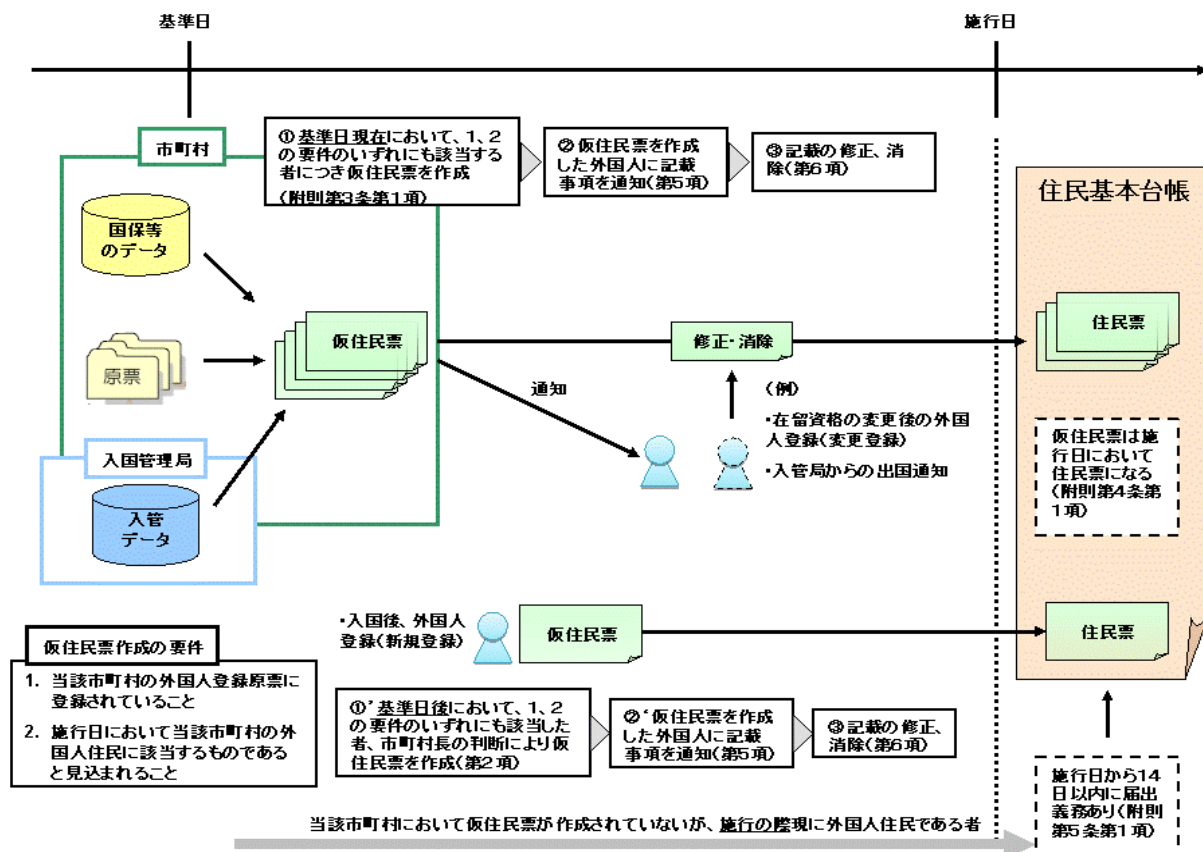 基準日
施行日
市町村
①基準日現在において、1、2
の要件のいずれにも該当する
者につき仮住民票を作成
(附則第3条第1項)
②仮住民票を作成
した外国人に記載
事項を通知(第5項)
③記載の修正、消
除(第6項)
住民基本台帳
国保等
のデータ
原票
仮住民票
修正・消除
住民票
通知
(例)
・在留資格の変更後の外国
人登録(変更登録)
・入管局からの出国通知
仮住民票は施
行日において
住民票になる
(附則第4条第
1項)
入国管理局
入管
データ
・入国後、外国人
登録(新規登録)
仮住民票
住民票
仮住民票作成の要件
1. 当該市町村の外国人登録原票に
登録されていること
2. 施行日において当該市町村の外
国人住民に該当するものである
と見込まれること
①’基準日後において、1、2
の要件のいずれにも該当した
者、市町村長の判断により仮
住民票を作成(第2項)
②‘仮住民票を作成
した外国人に記載
事項を通知(第5項)
③記載の修正、
消除(第6項)
施行日から14
日以内に届出
義務あり(附則
第5条第1項)
当該市町村において仮住民票が作成されていないが、施行の際現に外国人住民である者